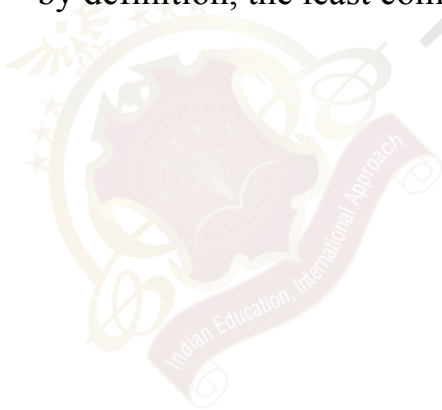 by definition, the least com
Indian Education, International Approach